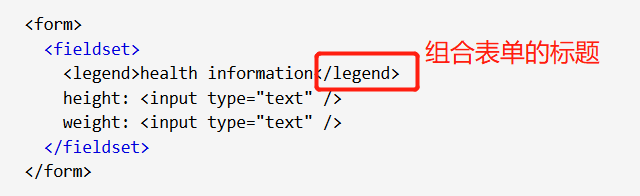 <form>
<fieldset>
<legend>health information</legend>
组合表单的标题
height: <input type="text" />
weight: <input type="text" />
</fieldset>
</form>